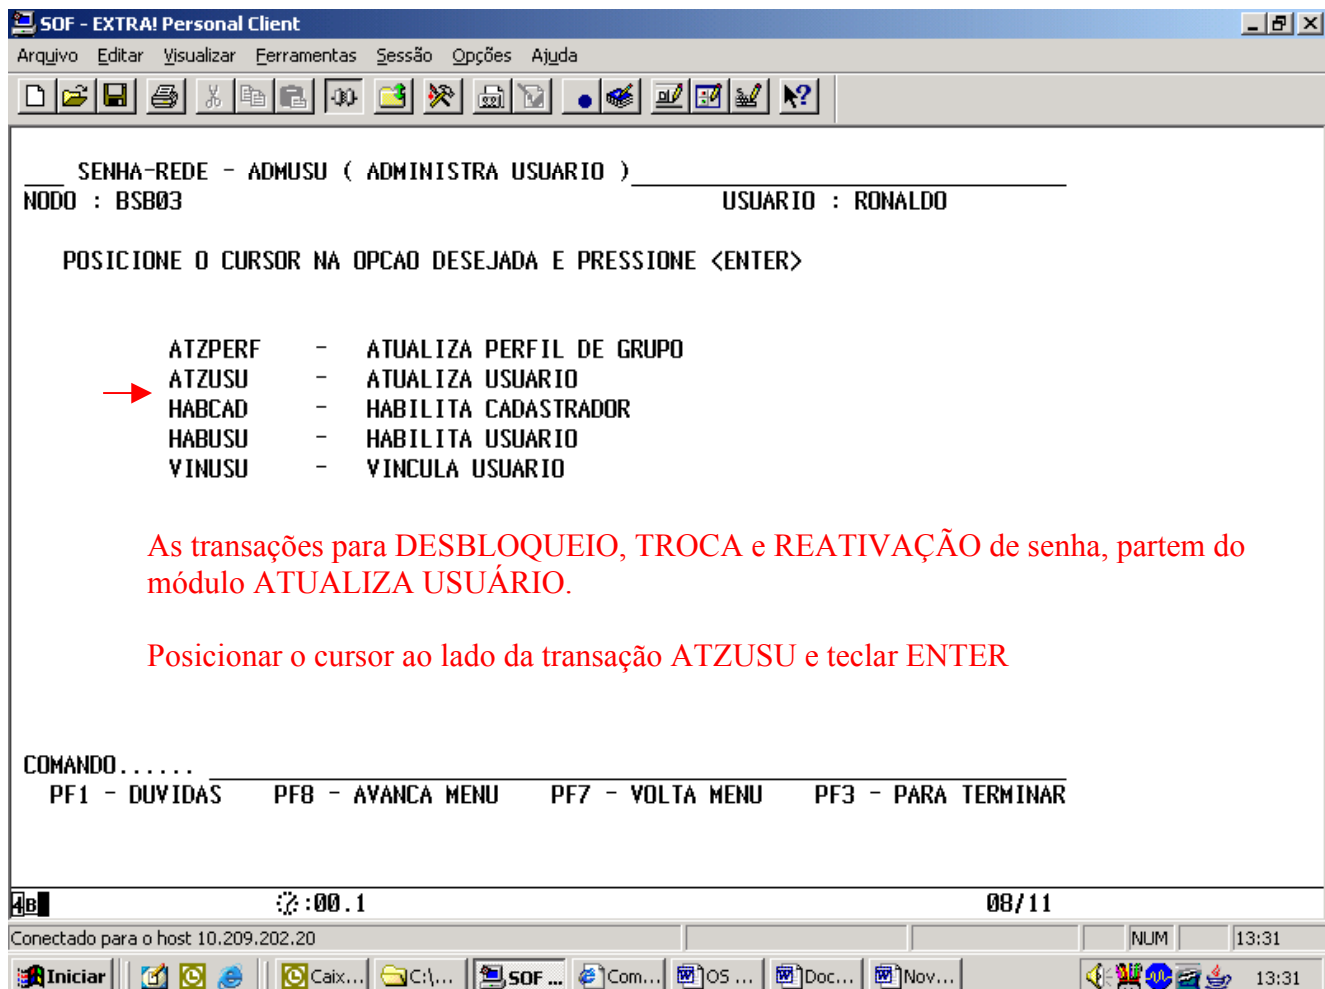 SOF - EXTRA! Personal Client
Arquivo Editar Visualizar Ferramentas Sessão Opções Ajuda
SENHA-REDE - ADMUSU ( ADMINISTRA USUARIO )
NODO : BSB03 USUARIO : RONALDO
POSICIONE O CURSOR NA OPCAO DESEJADA E PRESSIONE <ENTER>
ATZPERF - ATUALIZA PERFIL DE GRUPO
ATZUSU - ATUALIZA USUARIO
HABCAD - HABILITA CADASTRADOR
HABUSU - HABILITA USUARIO
VINUSU - VINCULA USUARIO
As transações para DESBLOQUEIO, TROCA e REATIVAÇÃO de senha, partem do
módulo ATUALIZA USUÁRIO.
Posicionar o cursor ao lado da transação ATZUSU e teclar ENTER
COMANDO......
PF1 - DUVIDAS PF8 - AVANCA MENU PF7 - VOLTA MENU PF3 - PARA TERMINAR
4B :00.1 08/11
Conectado para o host 10.209.202.20 NUM 13:31
Iniciar Caix... C:\... SOF ... Com... OS ... Doc... Nov... 13:31